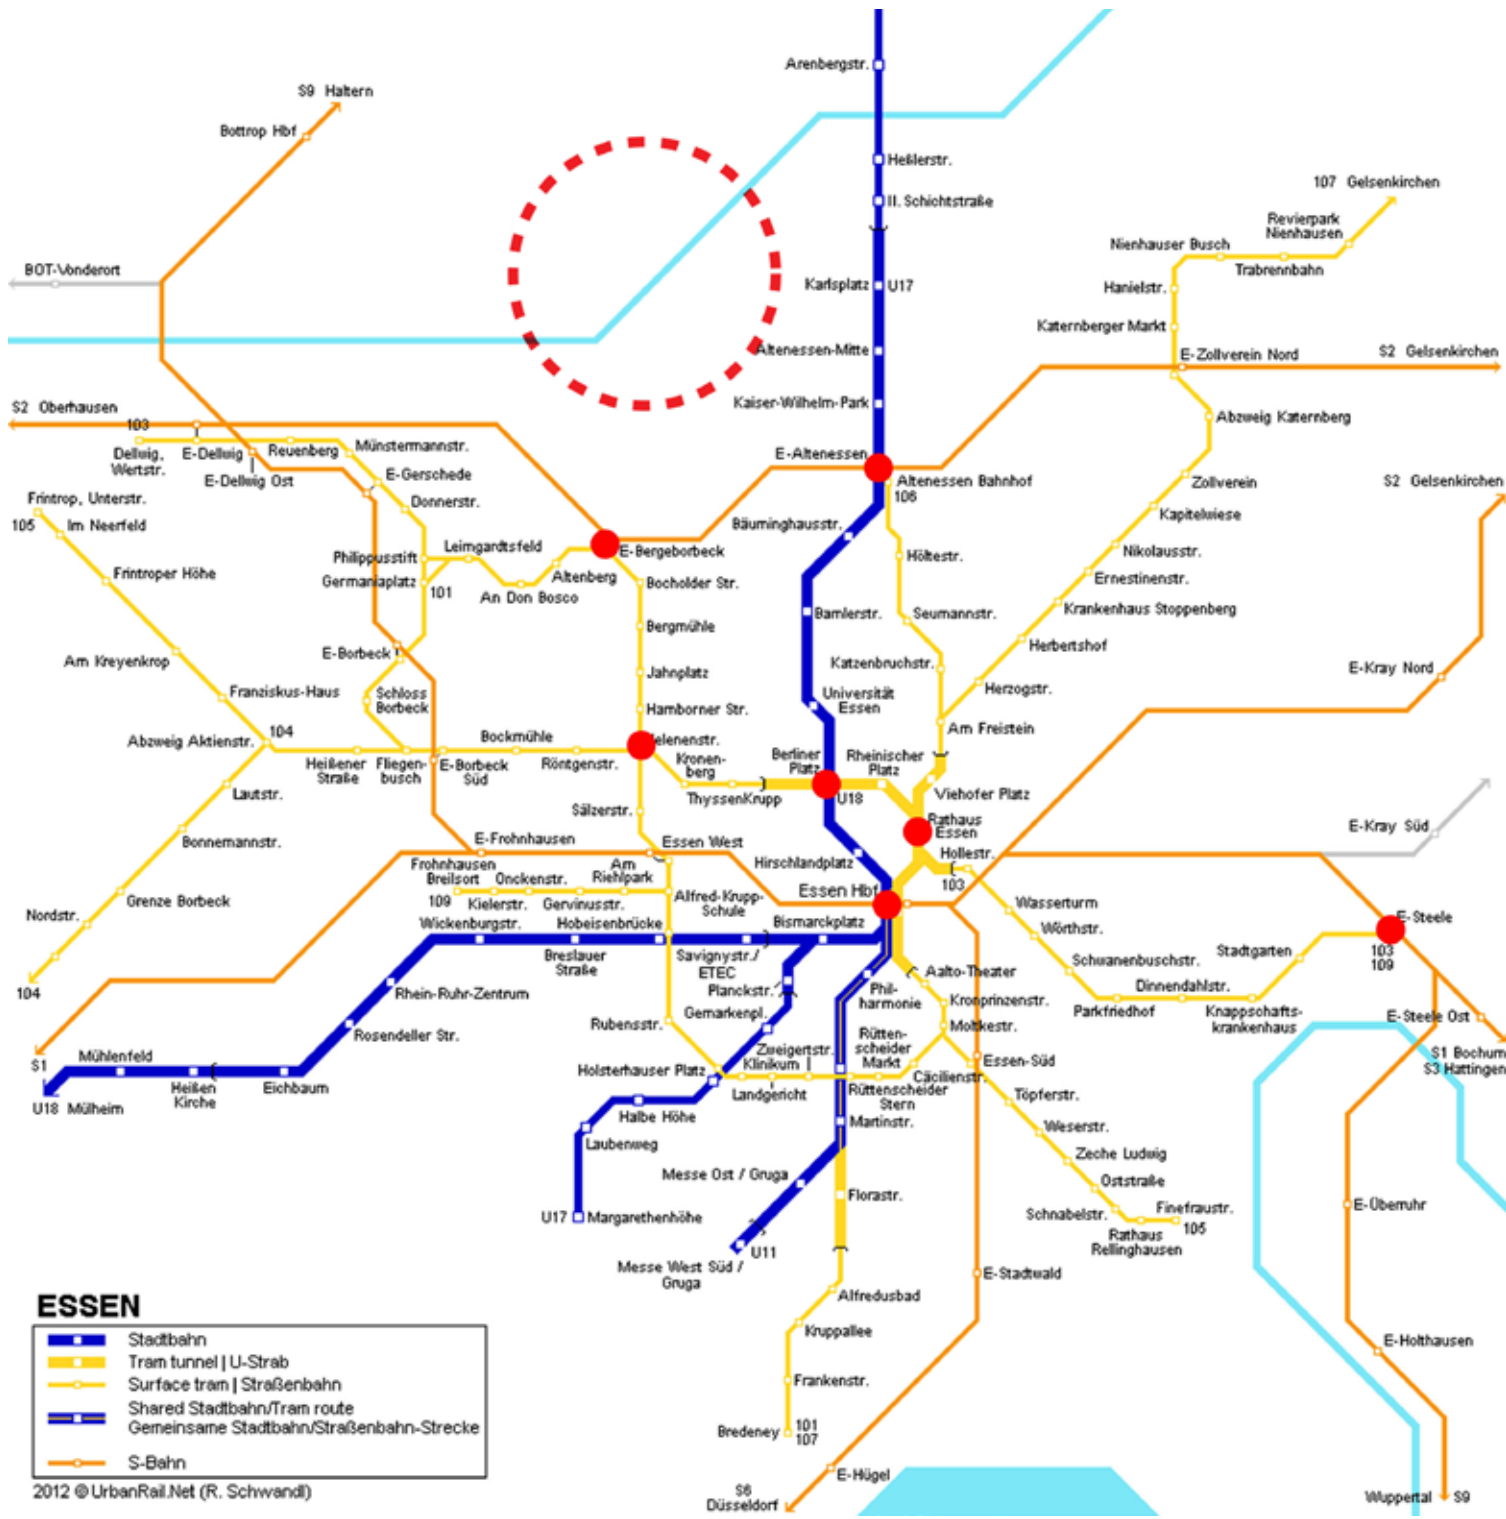 Arenbergstr.
S9 Haltern
Bottrop Hbf
Heßlerstr.
II. Schichtstraße
107 Gelsenkirchen
Revierpark
Nienhausen
Nienhauser Busch
Trabrennbahn
BOT-Vonderort
Karlsplatz
U17
Hanielstr.
Katernberger Markt
Altenessen-Mitte
E-Zollverein Nord
S2 Gelsenkirchen
Kaiser-Wilhelm-Park
S2 Oberhausen
103
Dellwig,
Wertstr.
E-Dellwig
Reuenberg
Münstermannstr.
E-Dellwig Ost
E-Gerschede
Donnerstr.
Abzweig Katernberg
E-Altenessen
Altenessen Bahnhof
106
Zollverein
S2 Gelsenkirchen
Frintrop, Unterstr.
105
Im Neerfeld
Kapitelwiese
Bäuminghausstr.
Nikolausstr.
Leimgardtsfeld
E-Bergeborbeck
Höltestr.
Philippusstift
Germaniaplatz
101
Altenberg
An Don Bosco
Bocholder Str.
Frintroper Höhe
Ernestinenstr.
Krankenhaus Stoppenberg
Bamlerstr.
Seumannstr.
Bergmühle
Herbertshof
Am Kreyenkrop
E-Borbeck
Jahnplatz
Katzenbruchstr.
E-Kray Nord
Franziskus-Haus
Schloss
Borbeck
Hamborner Str.
Universität
Essen
Herzogstr.
Am Freistein
Abzweig Aktienstr.
104
Bockmühle
Helenenstr.
Heißener
Straße
Fliegen-
busch
E-Borbeck
Süd
Röntgenstr.
Kronen-
berg
Berliner
Platz
Rheinischer
Platz
Lautstr.
ThyssenKrupp
U18
Viehofer Platz
Sälzerstr.
Rathaus
Essen
E-Kray Süd
Bonnemannstr.
E-Frohnhausen
Essen West
Hirschlandplatz
Hollestr.
103
Frohnhausen
Breilsort
109
Onckenstr.
Am
Riehlpark
Kielerstr.
Gervinusstr.
Alfred-Krupp-
Schule
Essen Hbf
Grenze Borbeck
Nordstr.
Wickenburgstr.
Hobeisenbrücke
Bismarckplatz
Wasserturm
E-Steele
103
109
Wörthstr.
Stadtgarten
Breslauer
Straße
Savignystr./
ETEC
Planckstr.
Schwanenbuschstr.
Aalto-Theater
Dinnendahlstr.
104
Rhein-Ruhr-Zentrum
Gemarkenpl.
Phil-
harmonie
Kronprinzenstr.
Parkfriedhof
Knappschafts-
krankenhaus
E-Steele Ost
Rosendeller Str.
Rubensstr.
Moltkestr.
S1
Mühlenfeld
Zweigertstr.
Rütten-
scheider
Markt
S1 Bochum
S3 Hattingen
Heißen
Kirche
Eichbaum
Holsterhauser Platz
Klinikum
Essen-Süd
U18 Mülheim
Landgericht
Rüttenscheider
Stern
Cäcilienstr.
Töpferstr.
Halbe Höhe
Martinstr.
Weserstr.
Laubenweg
Zeche Ludwig
Messe Ost / Gruga
Oststraße
Florastr.
Schnabelstr.
Finefraustr.
105
U17
Margarethenhöhe
Rathaus
Rellinghausen
E-Überruhr
U11
Messe West Süd /
Gruga
E-Stadtwald
Alfredusbad
Kruppallee
E-Holthausen
Frankenstr.
Bredeney
101
107
E-Hügel
S6
Düsseldorf
Wuppertal
S9
ESSEN
Stadtbahn
Tram tunnel | U-Strab
Surface tram | Straßenbahn
Shared Stadtbahn/Tram route
Gemeinsame Stadtbahn/Straßenbahn-Strecke
S-Bahn
2012 © UrbanRail.Net (R. Schwandl)